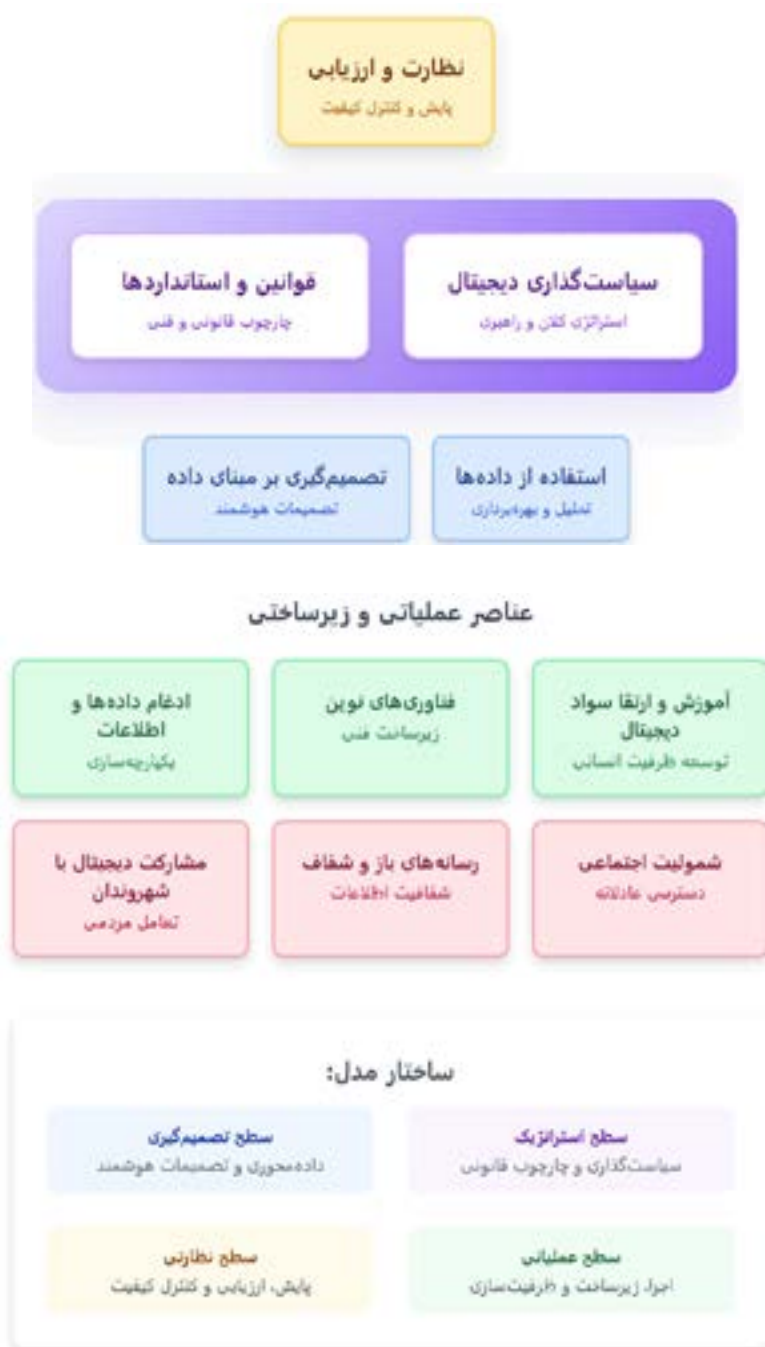 نظارت و ارزیابی
پایش و کنترل کیفیت
سیاست‌گذاری دیجیتال
استراتژی کلان و راهبری
قوانین و استانداردها
چارچوب قانونی و فنی
استفاده از داده‌ها
تحلیل و بهره‌برداری
تصمیم‌گیری بر مبنای داده
تصمیمات هوشمند
عناصر عملیاتی و زیرساختی
آموزش و ارتقا سواد
دیجیتال
توسعه ظرفیت انسانی
فناوری‌های نوین
زیرساخت فنی
ادغام داده‌ها و
اطلاعات
یکپارچه‌سازی
شمولیت اجتماعی
دسترسی عادلانه
رسانه‌های باز و شفاف
شفافیت اطلاعات
مشارکت دیجیتال با
شهروندان
تعامل مردمی
ساختار مدل:
سطح استراتژیک
سیاست‌گذاری و چارچوب قانونی
سطح تصمیم‌گیری
داده‌محوری و تصمیمات هوشمند
سطح عملیاتی
اجرا، زیرساخت و ظرفیت‌سازی
سطح نظارتی
پایش، ارزیابی و کنترل کیفیت